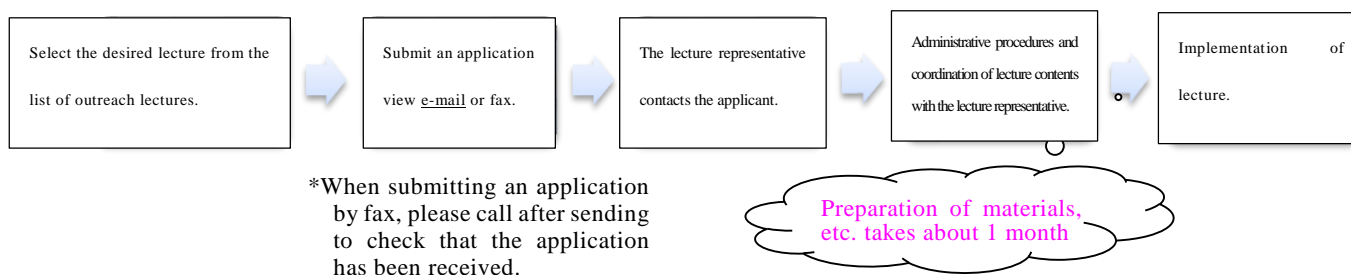 Select the desired lecture from the
list of outreach lectures.
Submit an application
view e-mail or fax.
The lecture representative
contacts the applicant.
Administrative procedures and
coordination of lecture contents
with the lecture representative.
Implementation of
lecture.
*When submitting an application
by fax, please call after sending
to check that the application
has been received.
Preparation of materials,
etc. takes about 1 month